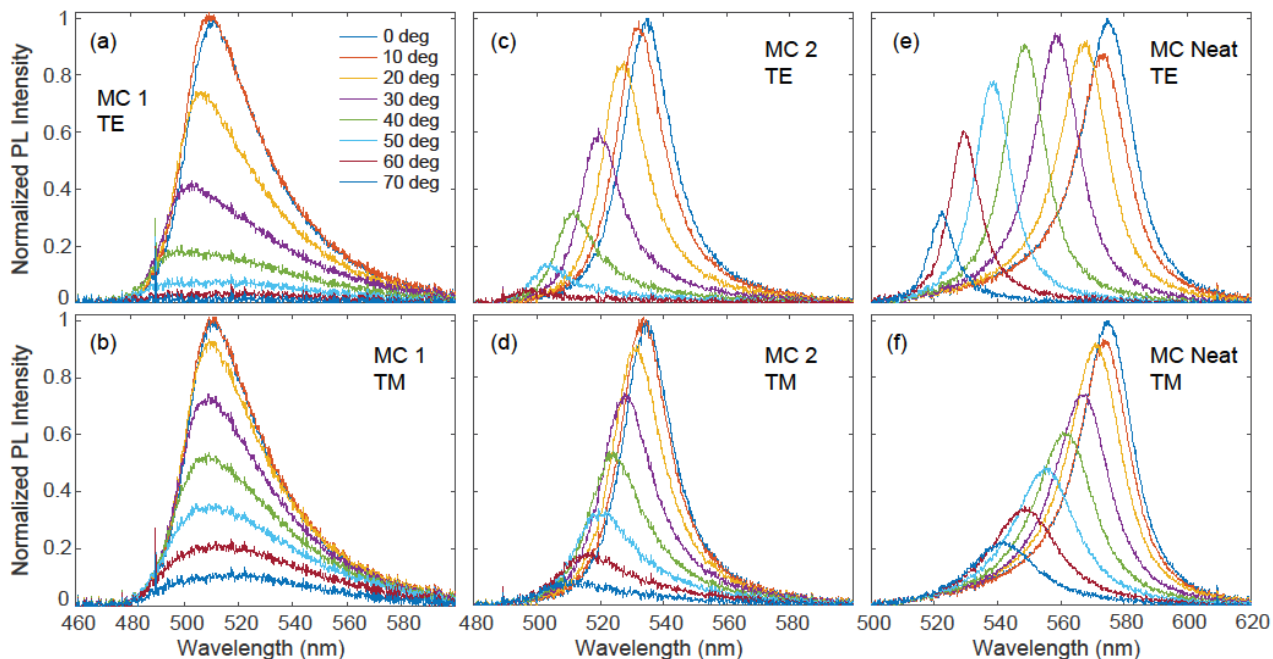 Normalized PL Intensity
1
0.8
0.6
0.4
0.2
0
(a)
MC 1
TE
0 deg
10 deg
20 deg
30 deg
40 deg
50 deg
60 deg
70 deg
(c)
MC 2
TE
(e)
MC Neat
TE
Normalized PL Intensity
1
0.8
0.6
0.4
0.2
0
(b)
MC 1
TM
(d)
MC 2
TM
(f)
MC Neat
TM
460 480 500 520 540 560 580
480 500 520 540 560 580
500 520 540 560 580 600 620
Wavelength (nm)
Wavelength (nm)
Wavelength (nm)